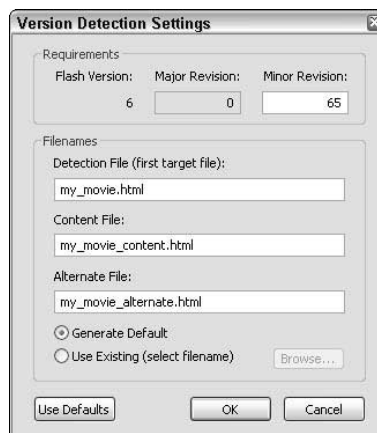 Version Detection Settings
Requirements
Flash Version: Major Revision: Minor Revision:
6 0 65
Filenames
Detection File (first target file):
my_movie.html
Content File:
my_movie_content.html
Alternate File:
my_movie_alternate.html
Generate Default
Use Existing (select filename) Browse...
Use Defaults OK Cancel